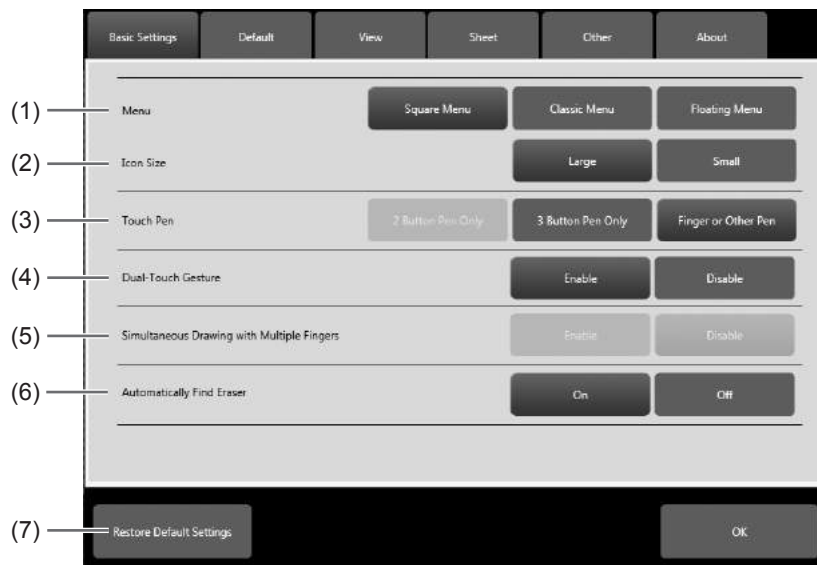 Basic Settings Default View Sheet Other About
(1) Menu Square Menu Classic Menu Floating Menu
(2) Icon Size Large Small
(3) Touch Pen 2 Button Pen Only 3 Button Pen Only Finger or Other Pen
(4) Dual-Touch Gesture Enable Disable
(5) Simultaneous Drawing with Multiple Fingers Enable Disable
(6) Automatically Find Eraser On Off
(7) Restore Default Settings OK